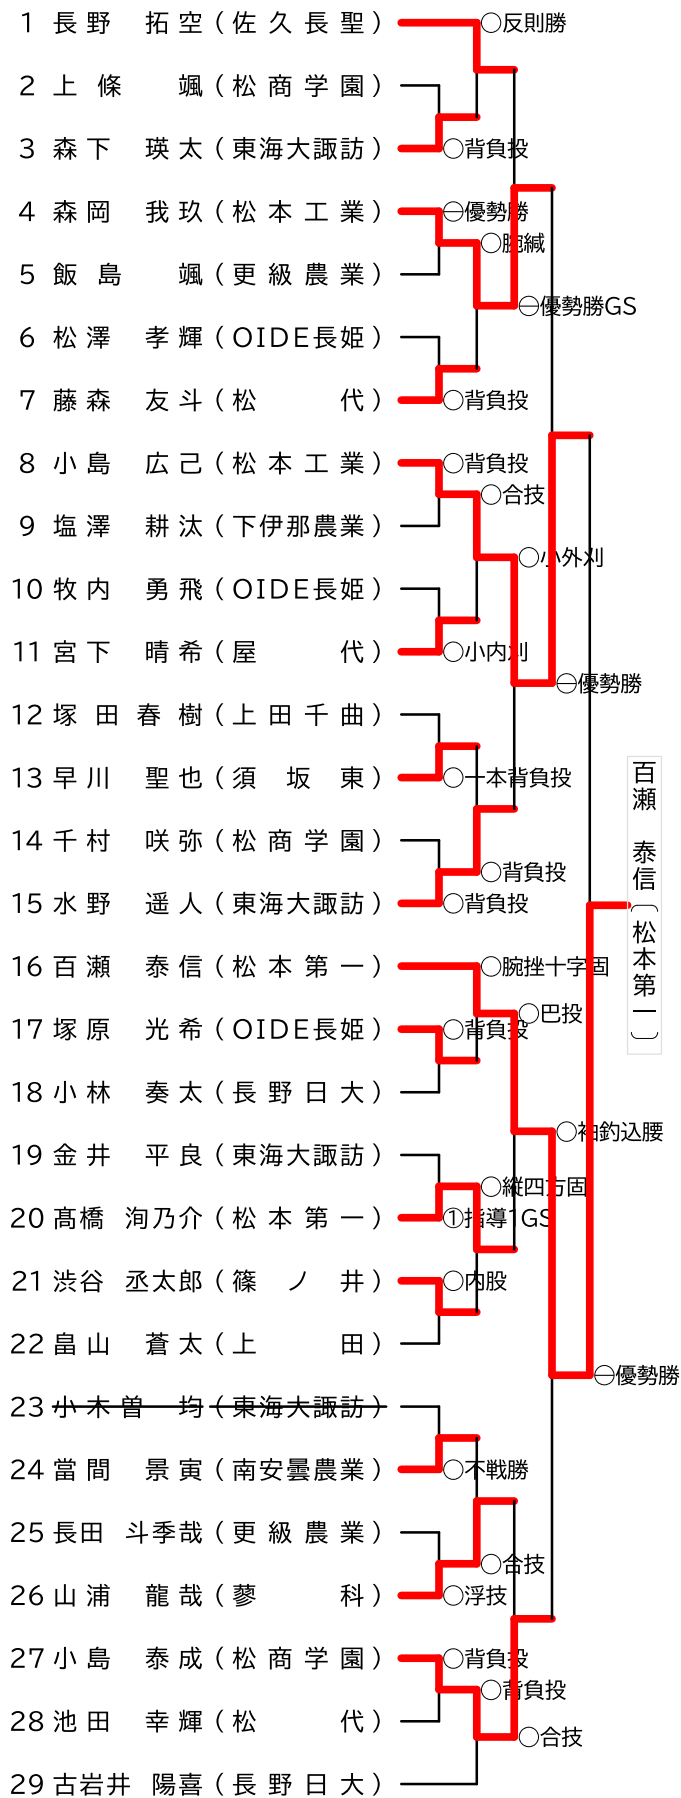 1 長野 拓空（佐久長聖） ○反則勝
2 上條 颯（松商学園）
3 森下 瑛太（東海大諏訪） ○背負投
4 森岡 我玖（松本工業） ㊀優勢勝
○腕緘
5 飯島 颯（更級農業）
○優勢勝GS
6 松澤 孝輝（OIDE長姫）
7 藤森 友斗（松代） ○背負投
8 小島 広己（松本工業） ○背負投
○合技
9 塩澤 耕汰（下伊那農業）
○小外刈
10 牧内 勇飛（OIDE長姫）
11 宮下 晴希（屋代） ○小内刈
○優勢勝
12 塚田 春樹（上田千曲）
13 早川 聖也（須坂東） ○一本背負投
14 千村 咲弥（松商学園）
○背負投
15 水野 遥人（東海大諏訪） ○背負投
百瀬 泰信〔松本第一〕
16 百瀬 泰信（松本第一） ○腕挫十字固
○巴投
17 塚原 光希（OIDE長姫） ○背負投
18 小林 奏太（長野日大）
○袖釣込腰
19 金井 平良（東海大諏訪）
○縦四方固
20 髙橋 洵乃介（松本第一） ①指導1GS
21 渋谷 丞太郎（篠ノ井） ○内股
22 畠山 蒼太（上田）
○優勢勝
23 小木曽 均（東海大諏訪）
24 當間 景寅（南安曇農業） ○不戦勝
25 長田 斗季哉（更級農業）
○合技
26 山浦 龍哉（蓼科） ○浮技
27 小島 泰成（松商学園） ○背負投
○背負投
28 池田 幸輝（松代）
○合技
29 古岩井 陽喜（長野日大）